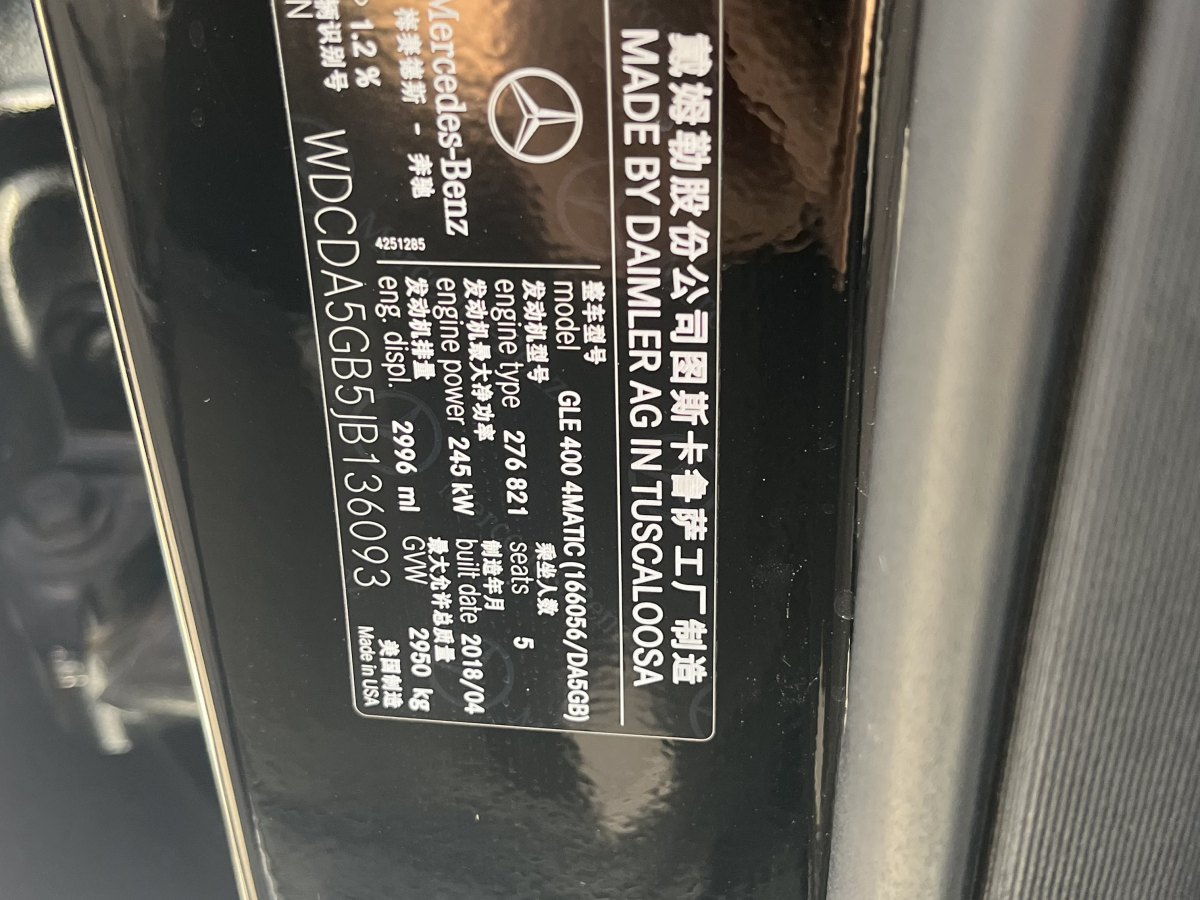 戴姆勒股份公司图斯卡鲁萨工厂制造
MADE BY DAIMLER AG IN TUSCALOOSA
Mercedes-Benz
梅赛德斯 - 奔驰
4251285
整车型号
model GLE 400 4MATIC (166056/DA5GB)
发动机型号 乘坐人数
engine type 276 821 seats 5
发动机最大净功率 制造年月
engine power 245 kW built date 2018/04
发动机排量 最大允许总质量
eng. displ. 2996 ml GVW 2950 kg
1.2 %
辆识别号 美国制造
N WDCDA5GB5JB136093 Made in USA